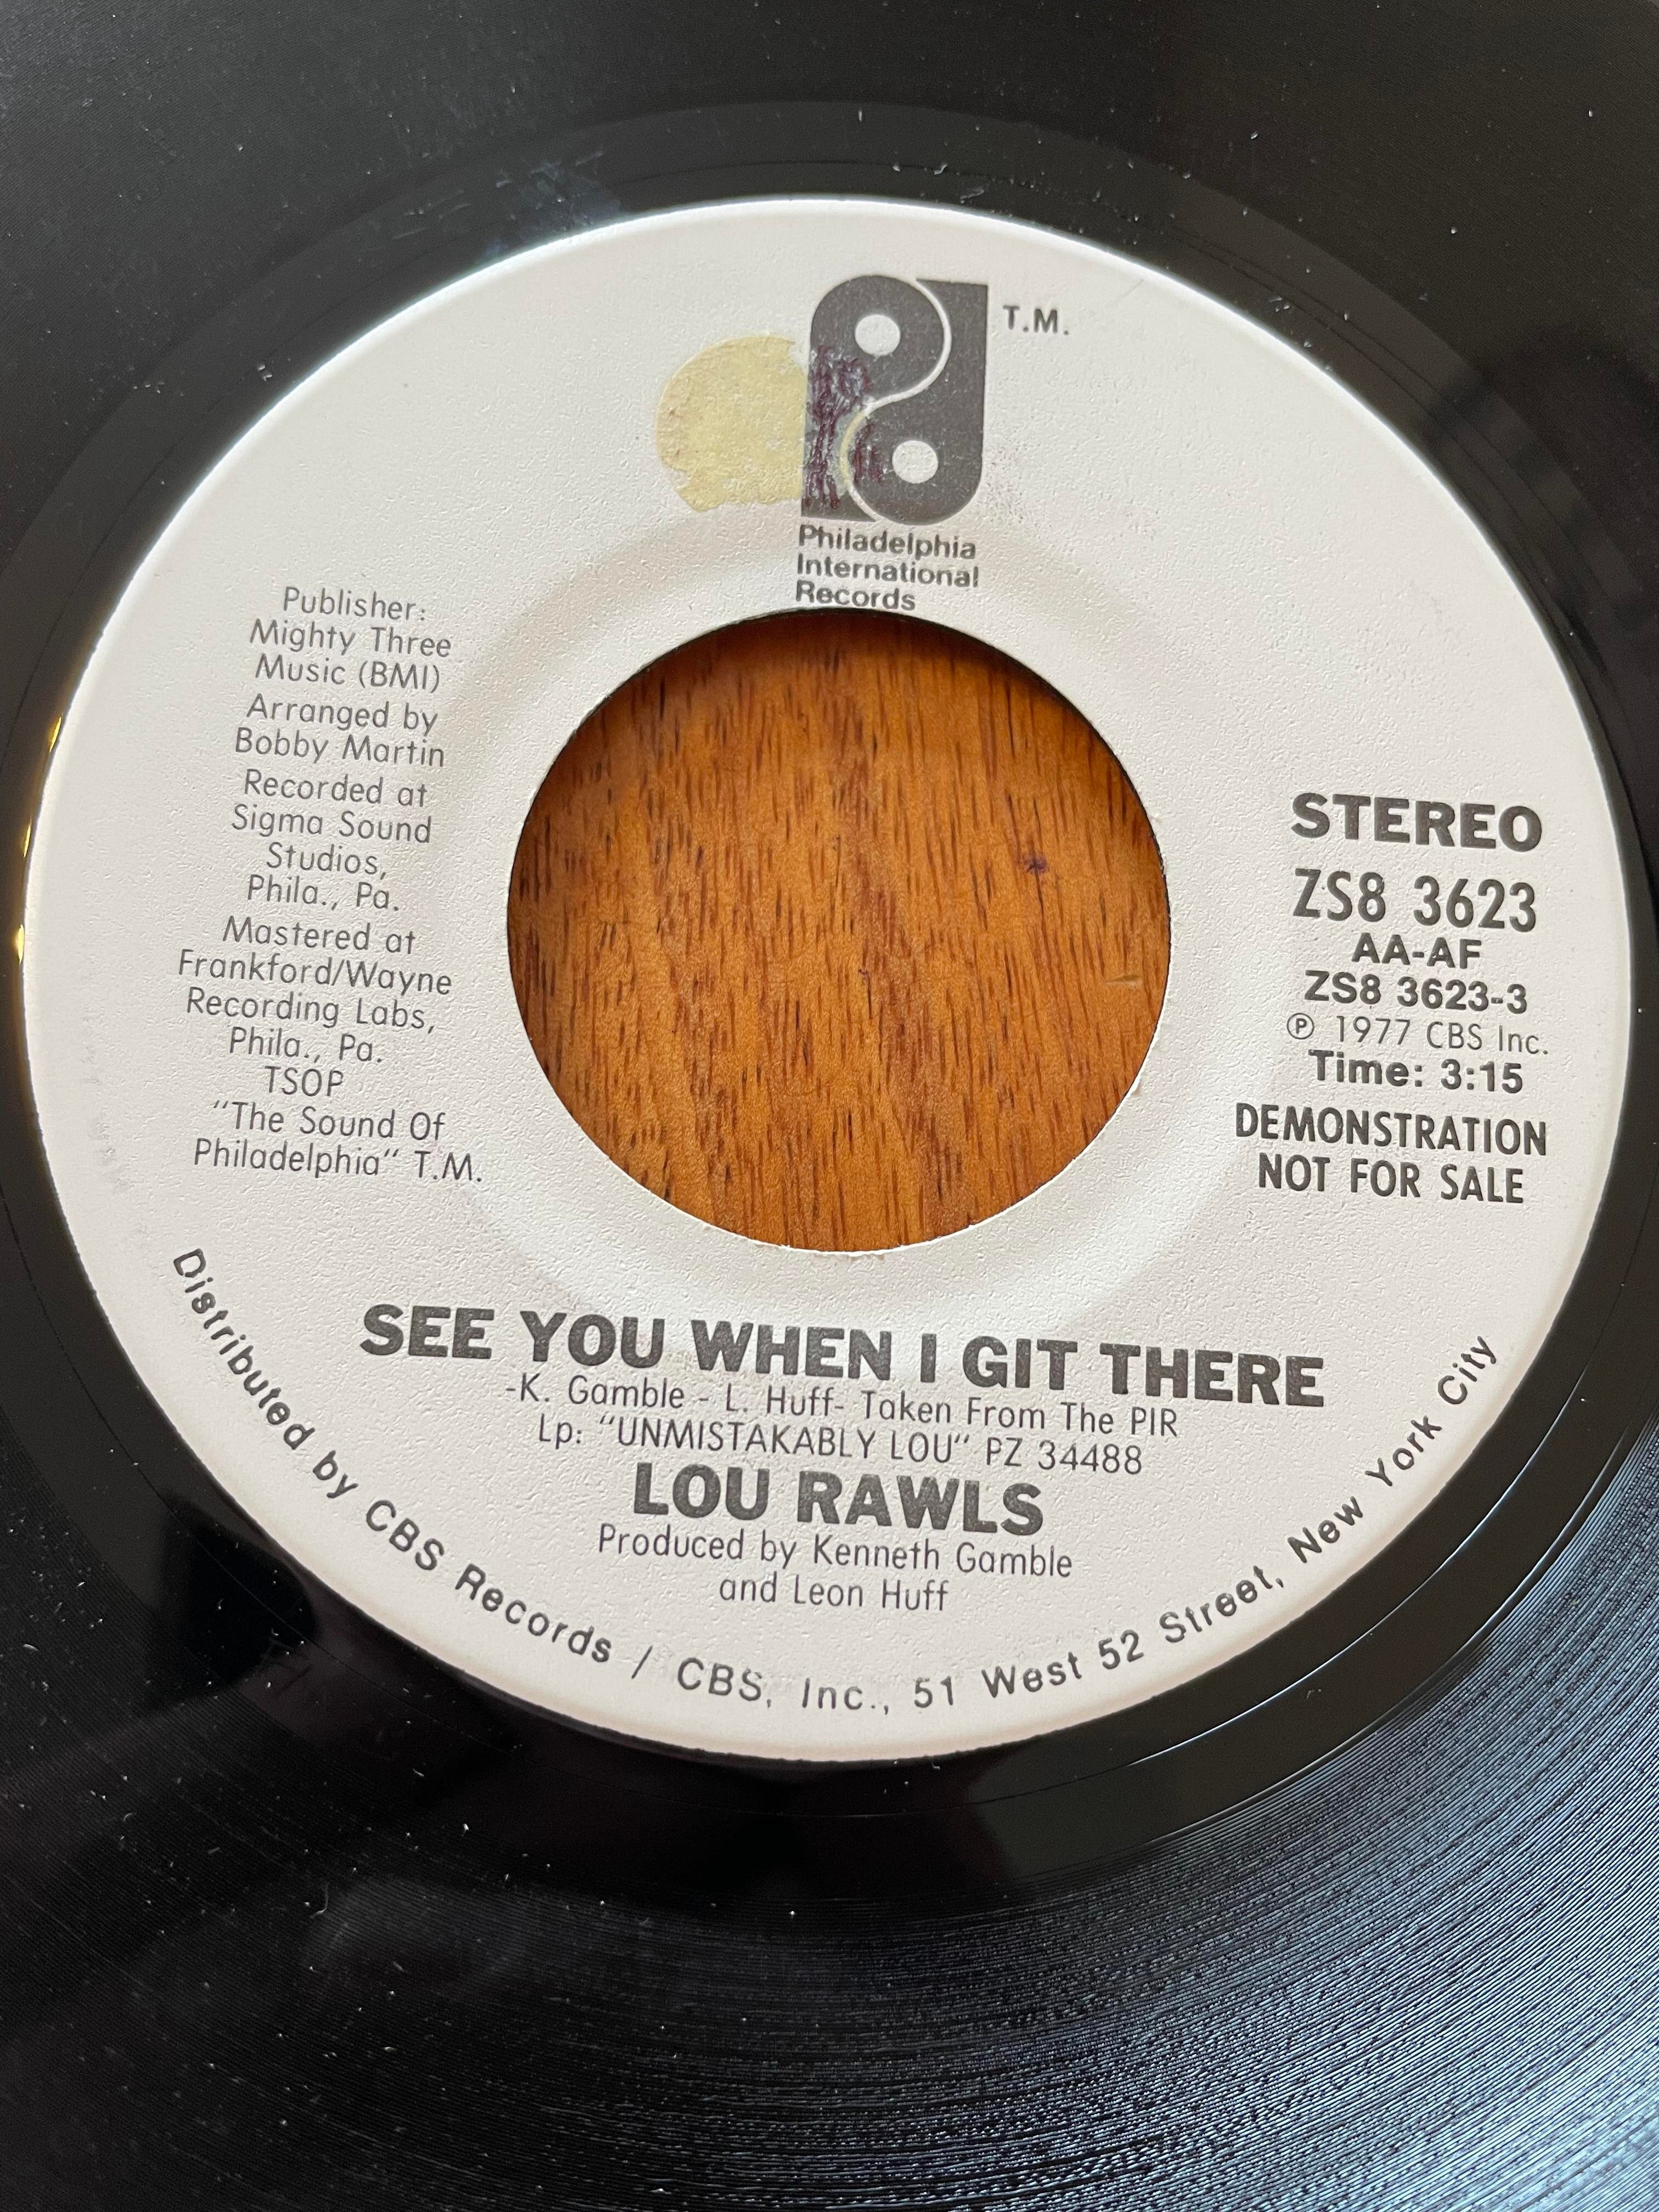 T.M.
Philadelphia
International
Records
Publisher:
Mighty Three
Music (BMI)
Arranged by
Bobby Martin
Recorded at
Sigma Sound
Studios,
Phila., Pa.
Mastered at
Frankford/Wayne
Recording Labs,
Phila., Pa.
TSOP
"The Sound Of
Philadelphia" T.M.
STEREO
ZS8 3623
AA-AF
ZS8 3623-3
℗ 1977 CBS Inc.
Time: 3:15
DEMONSTRATION
NOT FOR SALE
SEE YOU WHEN I GIT THERE
-K. Gamble - L. Huff- Taken From The PIR
Lp: "UNMISTAKABLY LOU" PZ 34488
LOU RAWLS
Produced by Kenneth Gamble
and Leon Huff
Distributed by CBS Records / CBS, Inc., 51 West 52 Street, New York City